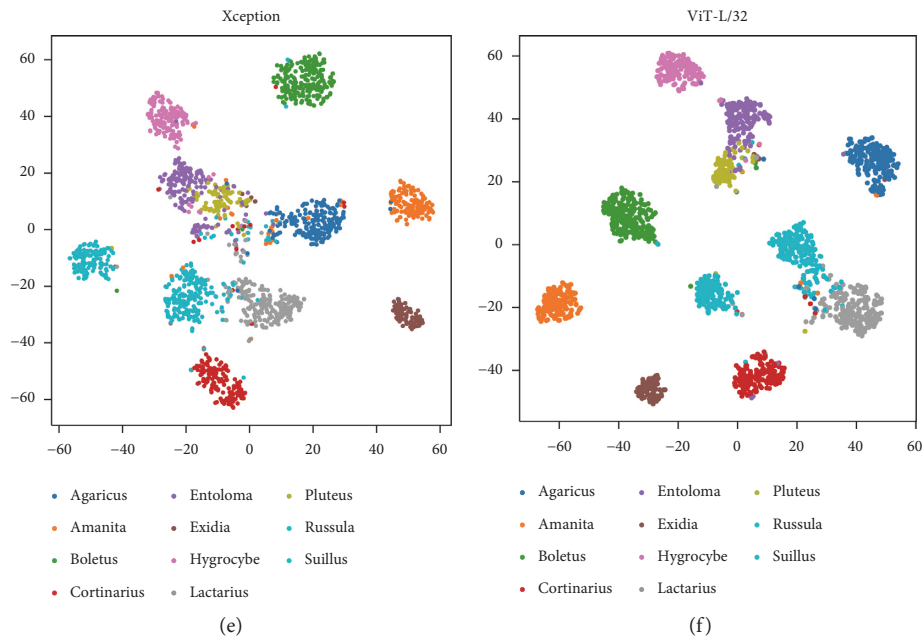 Xception
60
40
20
0
−20
−40
−60
−60 −40 −20 0 20 40 60
Agaricus Entoloma Pluteus
Amanita Exidia Russula
Boletus Hygrocybe Suillus
Cortinarius Lactarius
(e)
ViT-L/32
60
40
20
0
−20
−40
−60 −40 −20 0 20 40 60
Agaricus Entoloma Pluteus
Amanita Exidia Russula
Boletus Hygrocybe Suillus
Cortinarius Lactarius
(f)